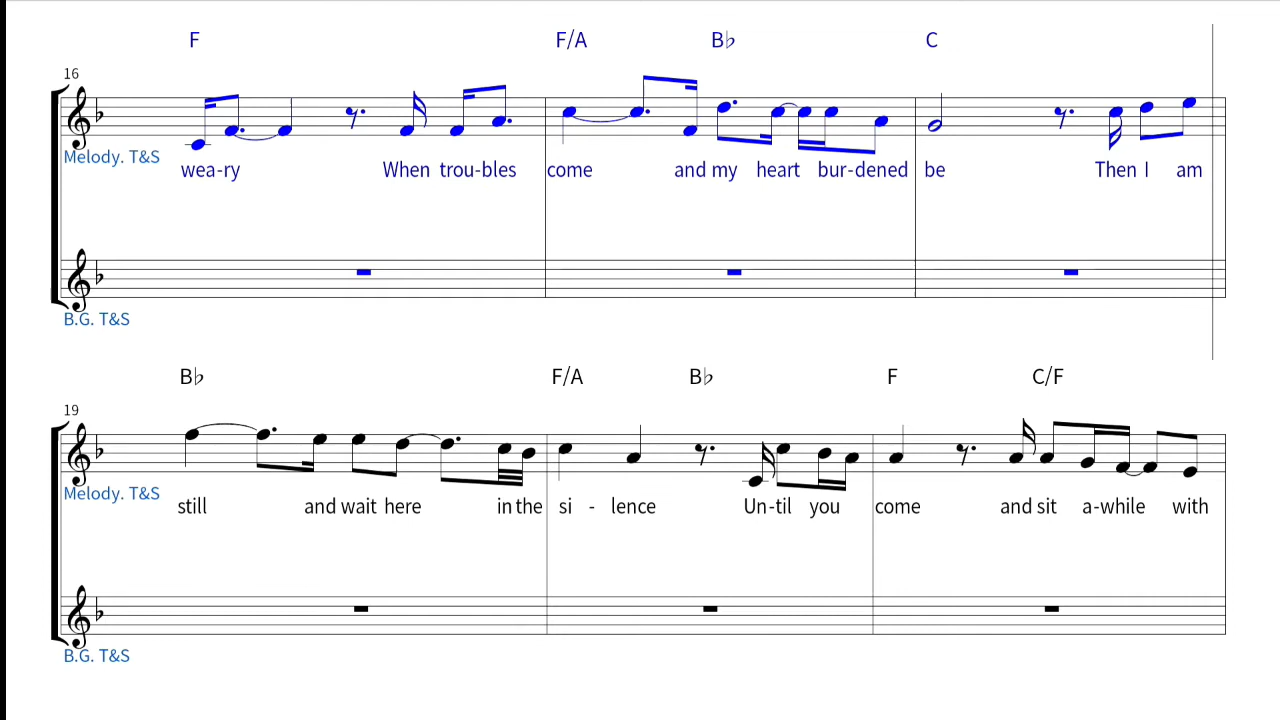 F F/A B♭ C
16
Melody. T&S
wea-ry When trou-bles come and my heart bur-dened be Then I am
B.G. T&S
B♭ F/A B♭ F C/F
19
Melody. T&S
still and wait here in the si - lence Un-til you come and sit a-while with
B.G. T&S